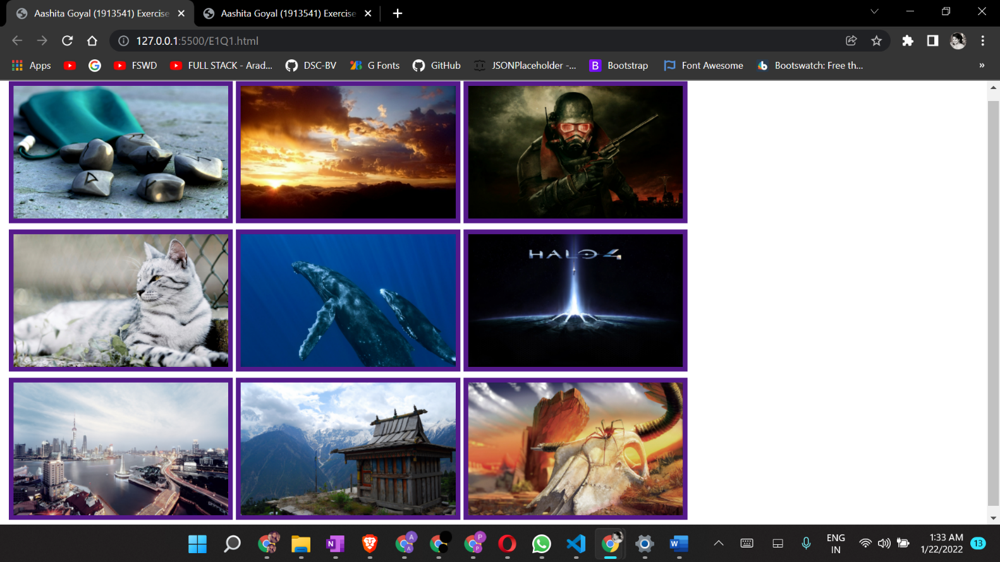 Aashita Goyal (1913541) Exercise
Aashita Goyal (1913541) Exercise
127.0.0.1:5500/E1Q1.html
Apps FSWD FULL STACK - Arad... DSC-BV G Fonts GitHub JSONPlaceholder -... B Bootstrap Font Awesome Bootswatch: Free th... »
HALO 4
N A A P P W
ENG
IN
1:33 AM
1/22/2022
13